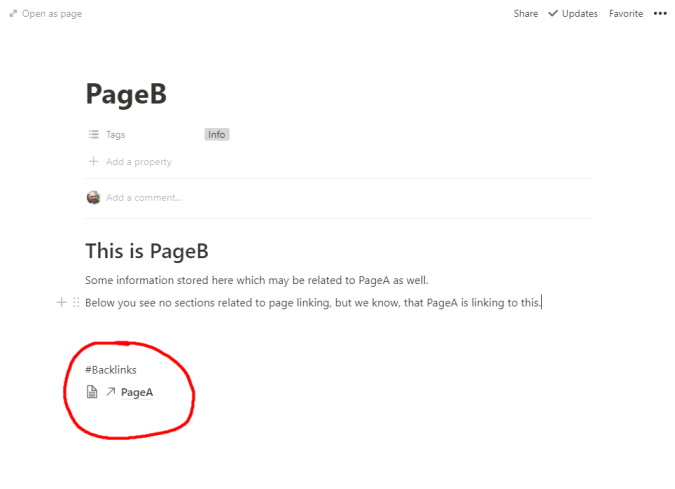 Open as page
Share Updates Favorite •••
PageB
Tags Info
Add a property
Add a comment...
This is PageB
Some information stored here which may be related to PageA as well.
Below you see no sections related to page linking, but we know, that PageA is linking to this.
#Backlinks
PageA